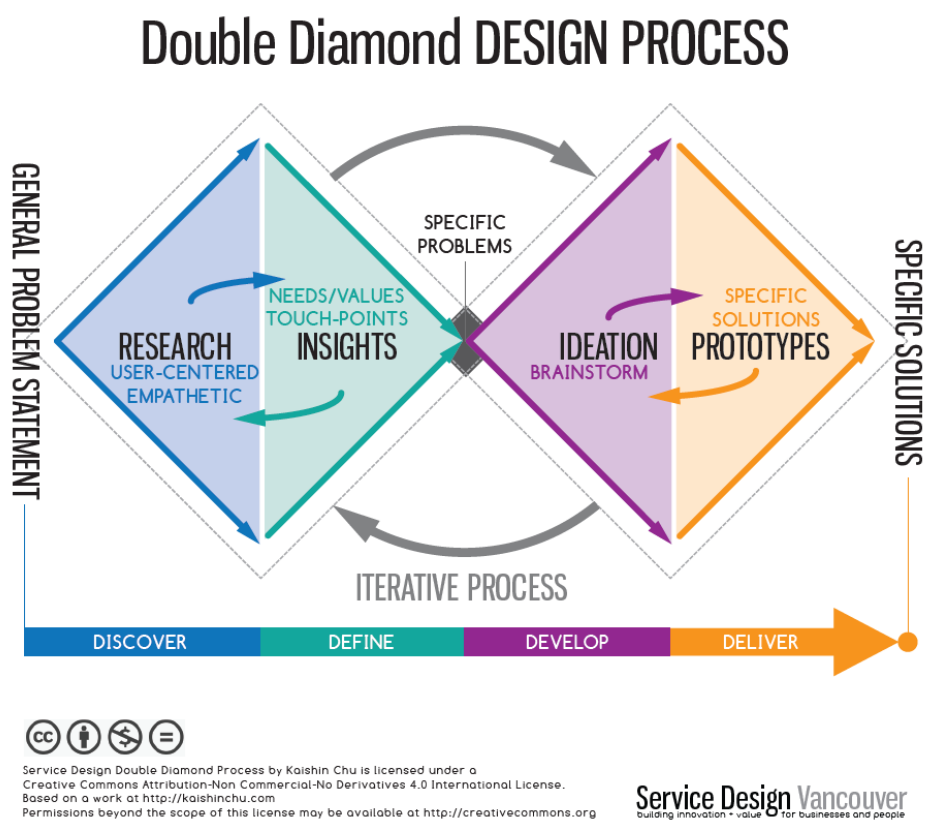 Double Diamond DESIGN PROCESS
GENERAL PROBLEM STATEMENT
SPECIFIC
PROBLEMS
SPECIFIC SOLUTIONS
RESEARCH
USER-CENTERED
EMPATHETIC
NEEDS/VALUES
TOUCH-POINTS
INSIGHTS
IDEATION
BRAINSTORM
SPECIFIC
SOLUTIONS
PROTOTYPES
ITERATIVE PROCESS
DISCOVER
DEFINE
DEVELOP
DELIVER
cc
$
=
Service Design Double Diamond Process by Kaishin Chu is licensed under a
Creative Commons Attribution-Non Commercial-No Derivatives 4.0 International License.
Based on a work at http://kaishinchu.com
Permissions beyond the scope of this license may be available at http://creativecommons.org
Service Design Vancouver
building innovation + value for businesses and people